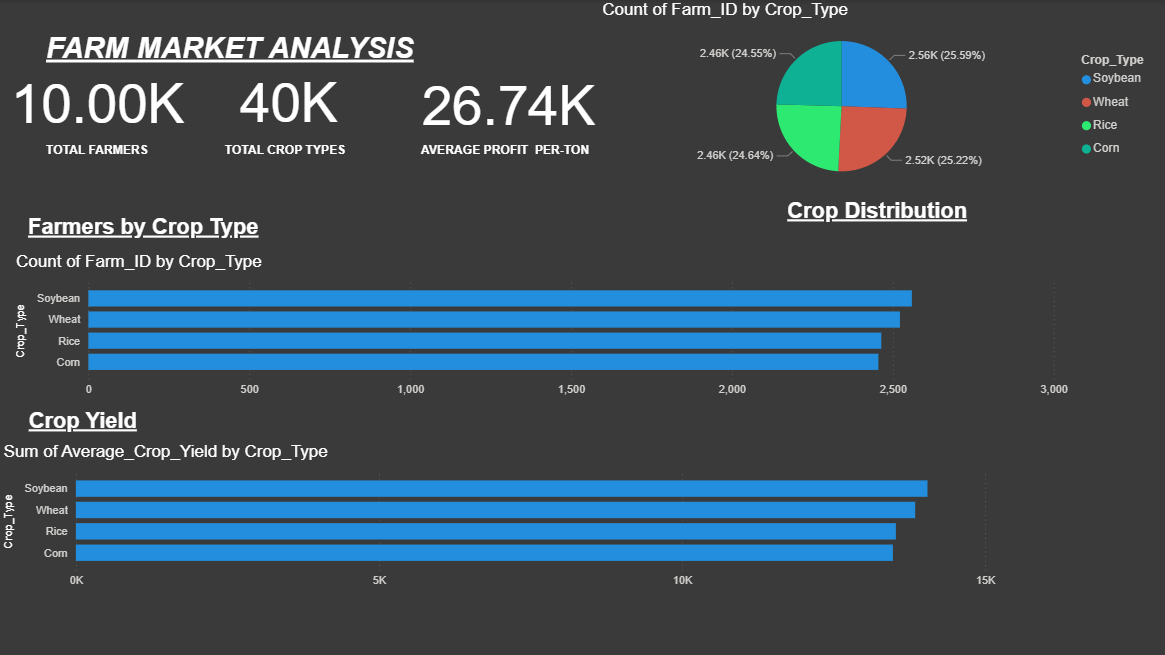 Count of Farm_ID by Crop_Type
FARM MARKET ANALYSIS
10.00K 40K 26.74K
TOTAL FARMERS TOTAL CROP TYPES AVERAGE PROFIT PER-TON
2.46K (24.55%)
2.56K (25.59%)
2.46K (24.64%)
2.52K (25.22%)
Crop_Type
Soybean
Wheat
Rice
Corn
Crop Distribution
Farmers by Crop Type
Count of Farm_ID by Crop_Type
Crop_Type
Soybean
Wheat
Rice
Corn
0 500 1,000 1,500 2,000 2,500 3,000
Crop Yield
Sum of Average_Crop_Yield by Crop_Type
Crop_Type
Soybean
Wheat
Rice
Corn
0K 5K 10K 15K